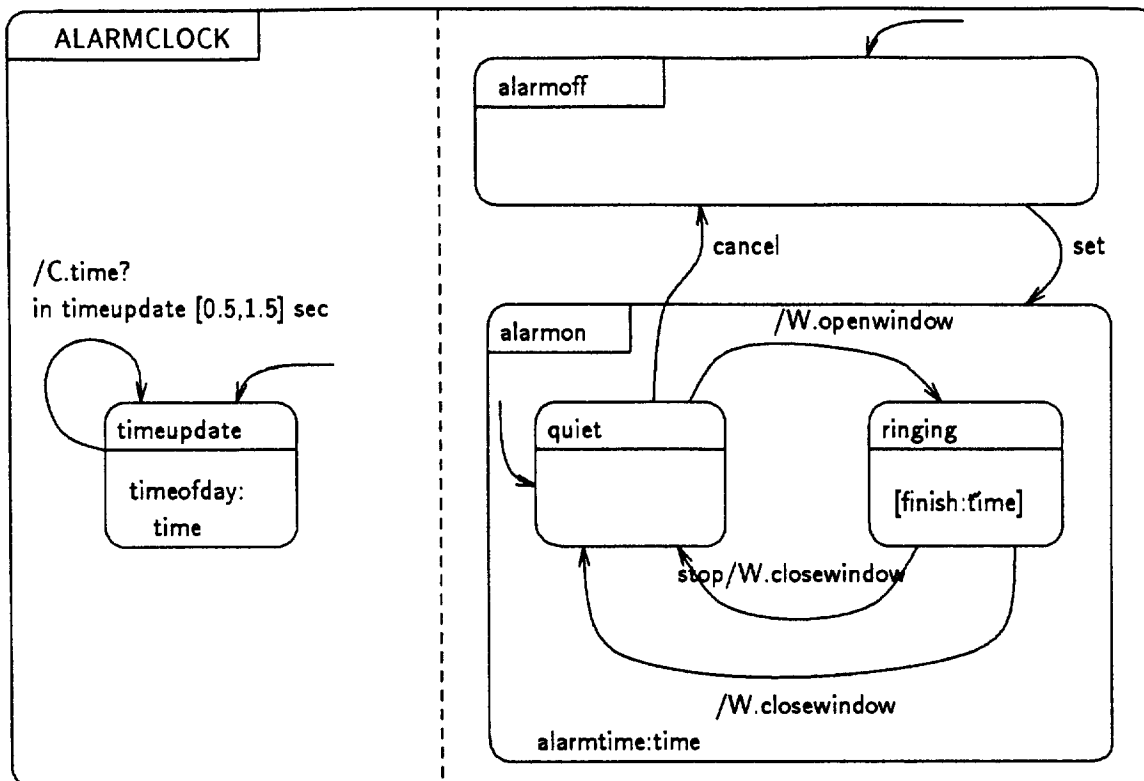 ALARMCLOCK
/C.time?
in timeupdate [0.5,1.5] sec
timeupdate
timeofday:
time
alarmoff
cancel
set
alarmon
/W.openwindow
quiet
ringing
[finish:time]
stop/W.closewindow
/W.closewindow
alarmtime:time